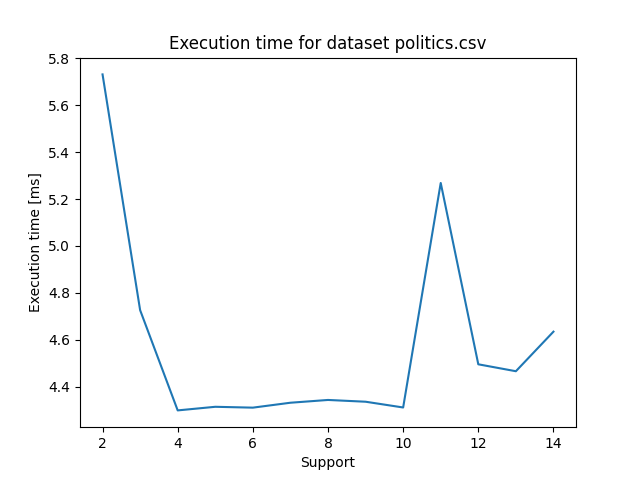 Execution time for dataset politics.csv
5.8
5.6
5.4
5.2
5.0
4.8
4.6
4.4
Execution time [ms]
2 4 6 8 10 12 14
Support